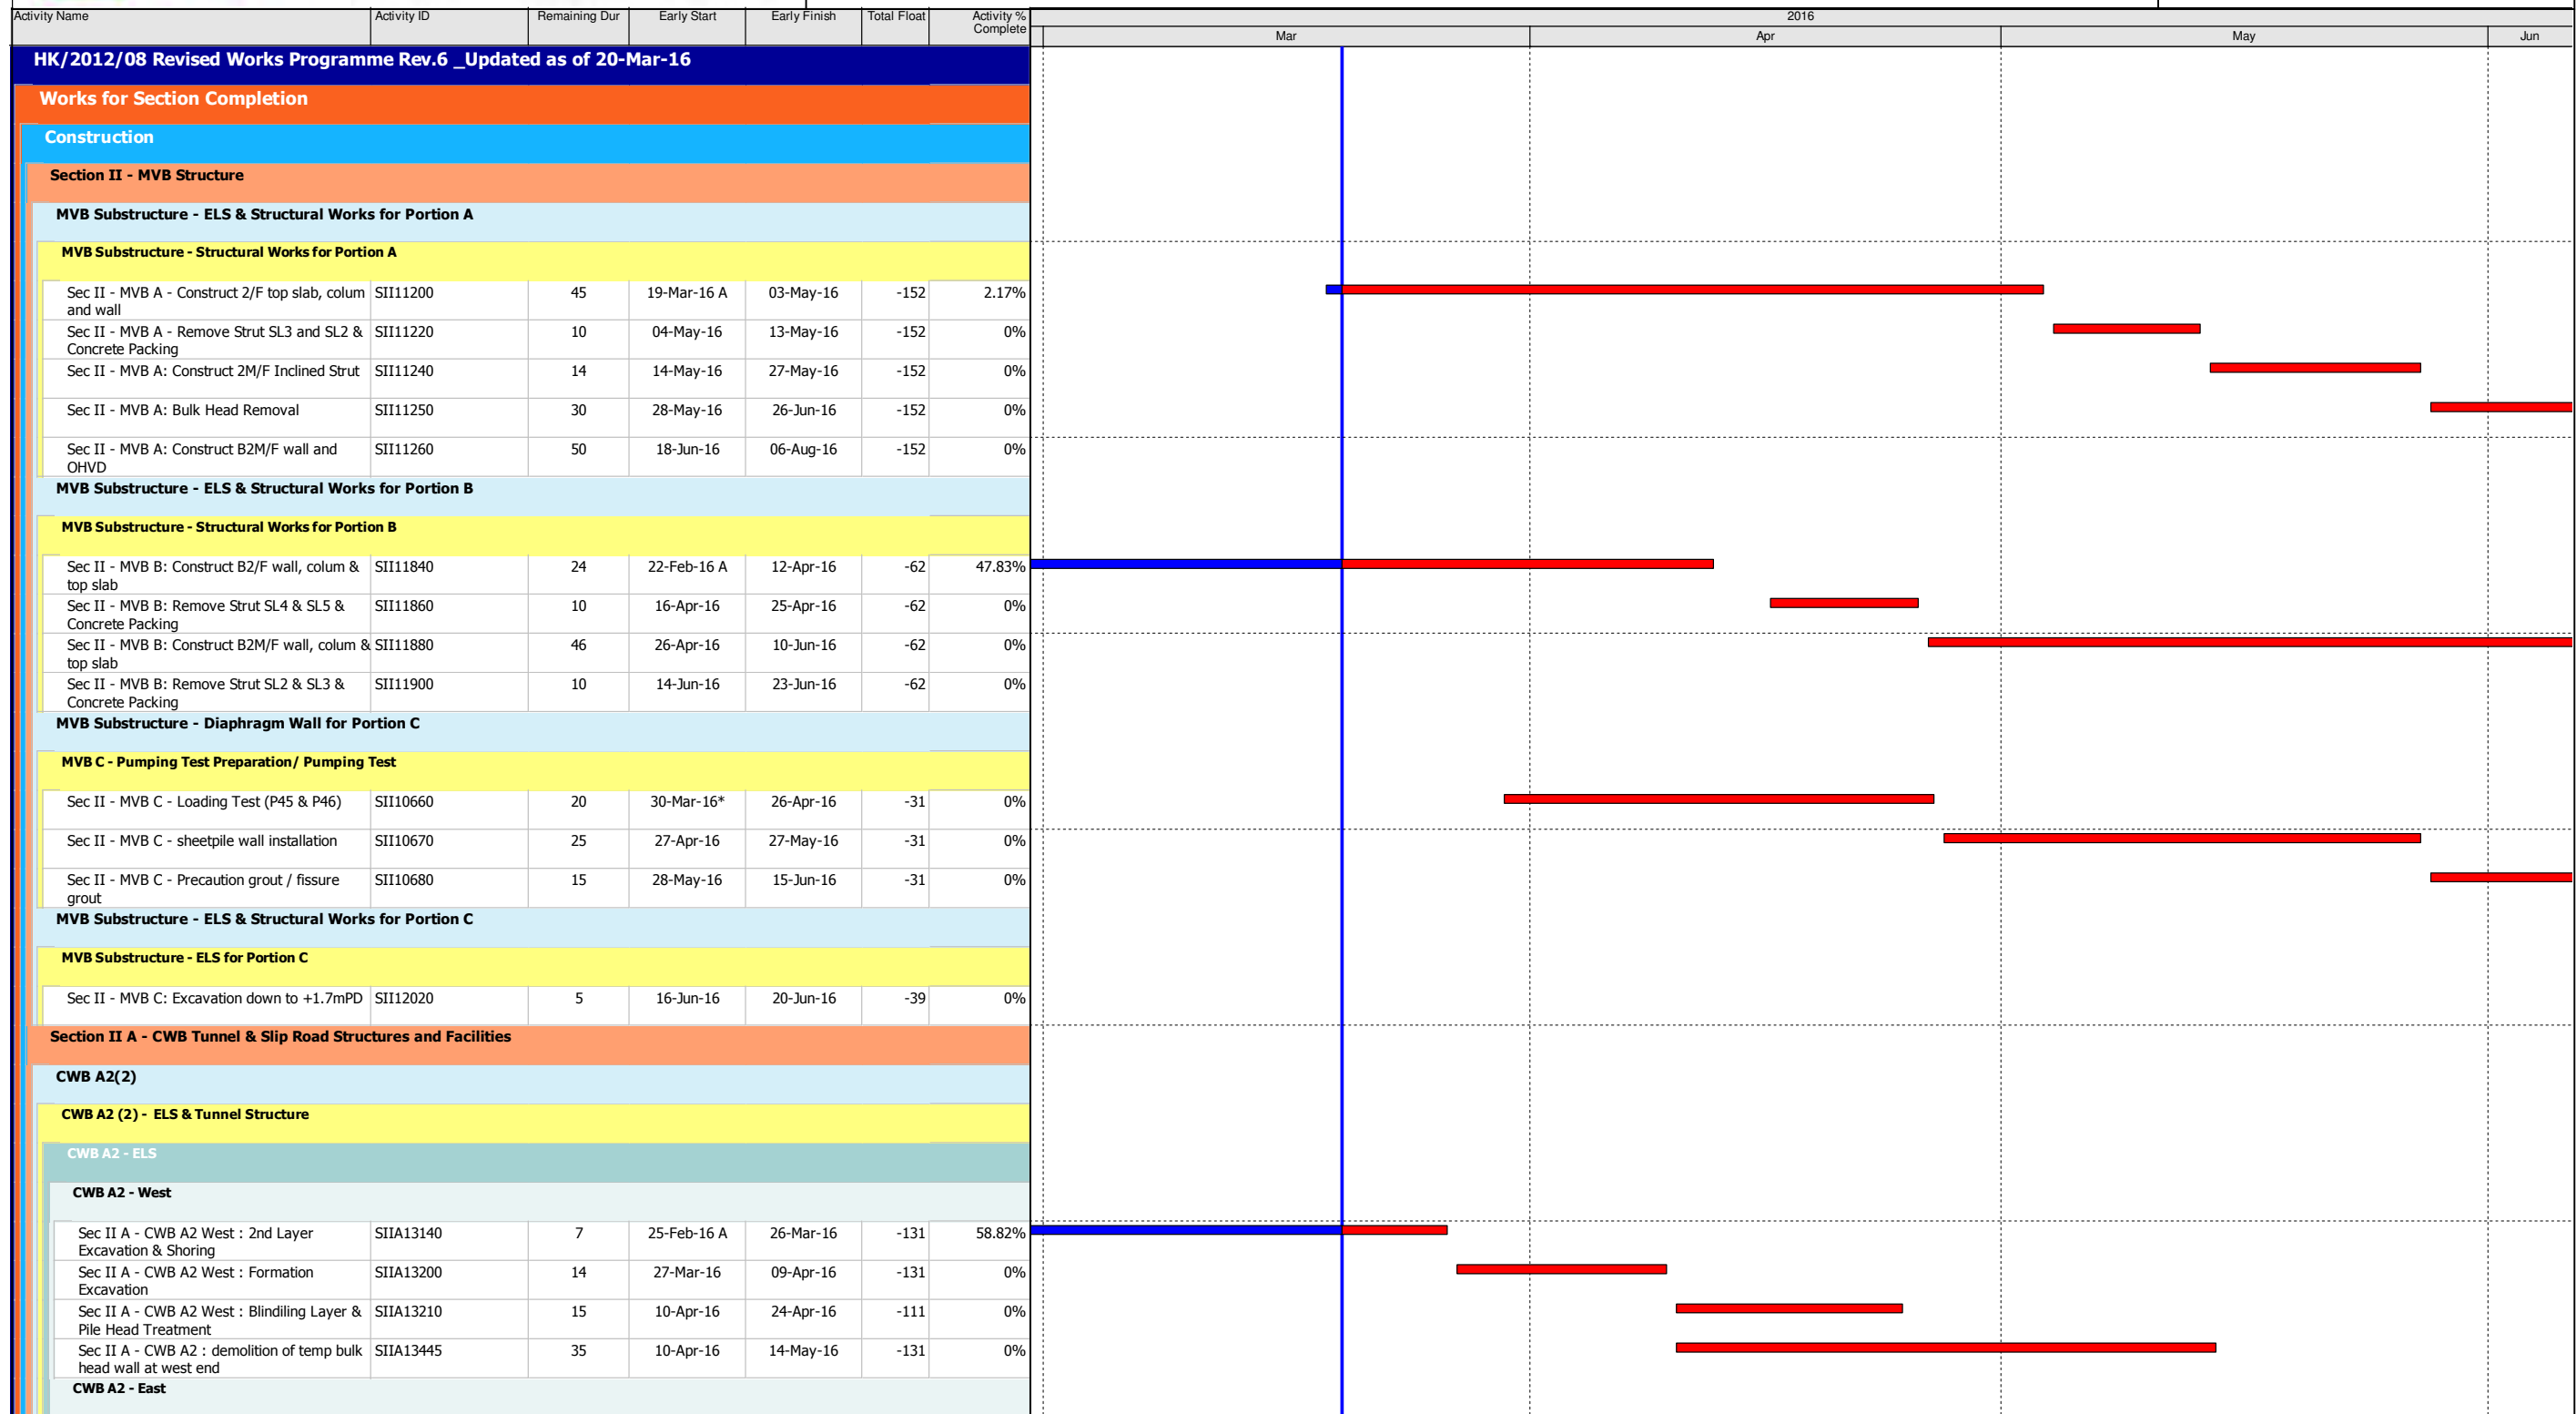 Activity Name Activity ID Remaining Dur Early Start Early Finish Total Float Activity % Complete 2016
Mar Apr May Jun
HK/2012/08 Revised Works Programme Rev.6 _Updated as of 20-Mar-16
Works for Section Completion
Construction
Section II - MVB Structure
MVB Substructure - ELS & Structural Works for Portion A
MVB Substructure - Structural Works for Portion A
Sec II - MVB A - Construct 2/F top slab, colum SII11200 45 19-Mar-16 A 03-May-16 -152 2.17%
and wall
Sec II - MVB A - Remove Strut SL3 and SL2 & SII11220 10 04-May-16 13-May-16 -152 0%
Concrete Packing
Sec II - MVB A: Construct 2M/F Inclined Strut SII11240 14 14-May-16 27-May-16 -152 0%
Sec II - MVB A: Bulk Head Removal SII11250 30 28-May-16 26-Jun-16 -152 0%
Sec II - MVB A: Construct B2M/F wall and SII11260 50 18-Jun-16 06-Aug-16 -152 0%
OHVD
MVB Substructure - ELS & Structural Works for Portion B
MVB Substructure - Structural Works for Portion B
Sec II - MVB B: Construct B2/F wall, colum & SII11840 24 22-Feb-16 A 12-Apr-16 -62 47.83%
top slab
Sec II - MVB B: Remove Strut SL4 & SL5 & SII11860 10 16-Apr-16 25-Apr-16 -62 0%
Concrete Packing
Sec II - MVB B: Construct B2M/F wall, colum & SII11880 46 26-Apr-16 10-Jun-16 -62 0%
top slab
Sec II - MVB B: Remove Strut SL2 & SL3 & SII11900 10 14-Jun-16 23-Jun-16 -62 0%
Concrete Packing
MVB Substructure - Diaphragm Wall for Portion C
MVB C - Pumping Test Preparation/ Pumping Test
Sec II - MVB C - Loading Test (P45 & P46) SII10660 20 30-Mar-16* 26-Apr-16 -31 0%
Sec II - MVB C - sheetpile wall installation SII10670 25 27-Apr-16 27-May-16 -31 0%
Sec II - MVB C - Precaution grout / fissure SII10680 15 28-May-16 15-Jun-16 -31 0%
grout
MVB Substructure - ELS & Structural Works for Portion C
MVB Substructure - ELS for Portion C
Sec II - MVB C: Excavation down to +1.7mPD SII12020 5 16-Jun-16 20-Jun-16 -39 0%
Section II A - CWB Tunnel & Slip Road Structures and Facilities
CWB A2(2)
CWB A2 (2) - ELS & Tunnel Structure
CWB A2 - ELS
CWB A2 - West
Sec II A - CWB A2 West : 2nd Layer SIIA13140 7 25-Feb-16 A 26-Mar-16 -131 58.82%
Excavation & Shoring
Sec II A - CWB A2 West : Formation SIIA13200 14 27-Mar-16 09-Apr-16 -131 0%
Excavation
Sec II A - CWB A2 West : Blindiling Layer & SIIA13210 15 10-Apr-16 24-Apr-16 -111 0%
Pile Head Treatment
Sec II A - CWB A2 : demolition of temp bulk SIIA13445 35 10-Apr-16 14-May-16 -131 0%
head wall at west end
CWB A2 - East